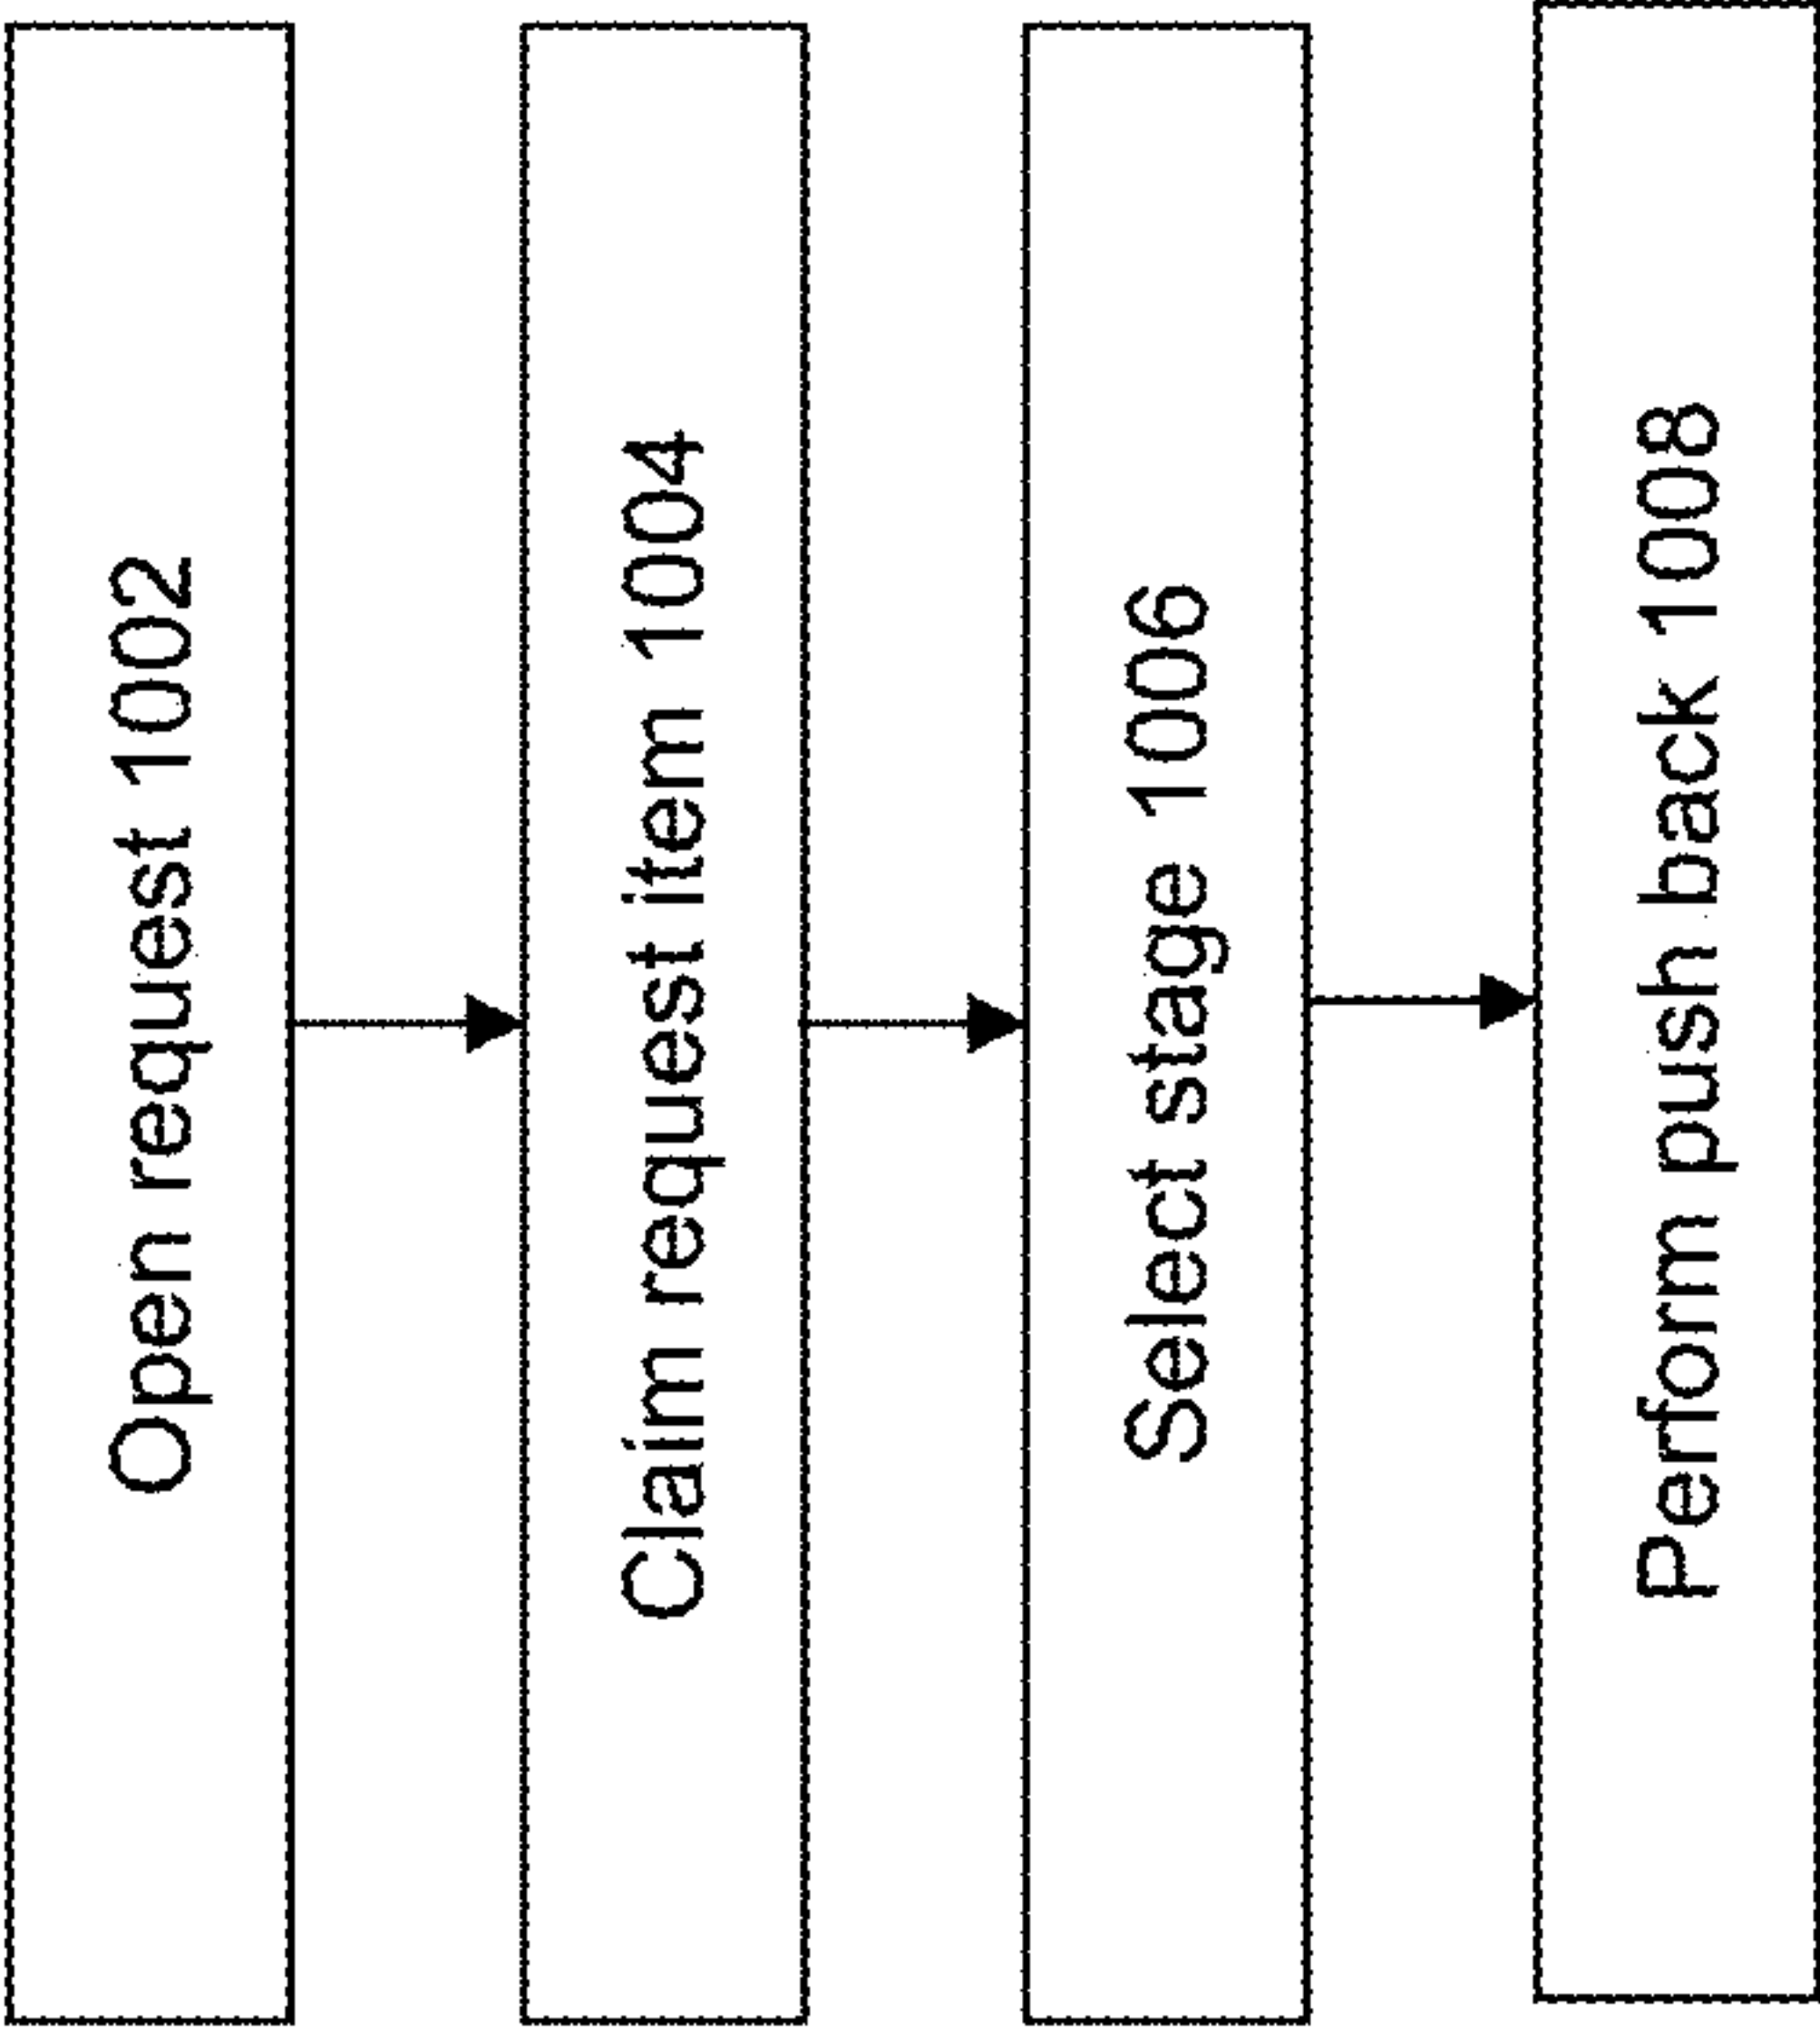 Open request 1002
Claim request item 1004
Select stage 1006
Perform push back 1008